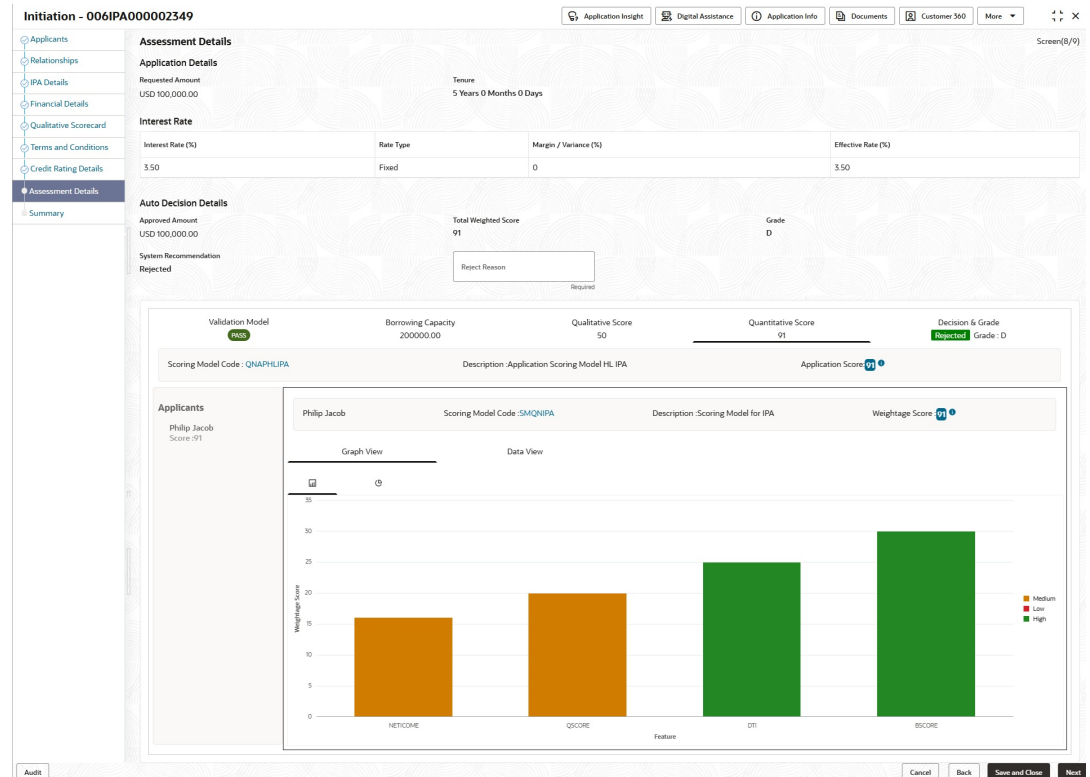 Initiation - 006IPA000002349
Application Insight
Digital Assistance
Application Info
Documents
Customer 360
More
Applicants
Relationships
IPA Details
Financial Details
Qualitative Scorecard
Terms and Conditions
Credit Rating Details
Assessment Details
Summary
Assessment Details
Screen(8/9)
Application Details
Requested Amount
Tenure
USD 100,000.00
5 Years 0 Months 0 Days
Interest Rate
Interest Rate (%) Rate Type Margin / Variance (%) Effective Rate (%)
3.50 Fixed 0 3.50
Auto Decision Details
Approved Amount Total Weighted Score Grade
USD 100,000.00 91 D
System Recommendation
Rejected
Reject Reason
Required
Validation Model Borrowing Capacity Qualitative Score Quantitative Score Decision & Grade
PASS 200000.00 50 91 Rejected Grade : D
Scoring Model Code : QNAPHLIPA Description :Application Scoring Model HL IPA Application Score: 91
Applicants
Philip Jacob
Score :91
Philip Jacob Scoring Model Code :SMQNIPA Description :Scoring Model for IPA Weightage Score : 91
Graph View Data View
35
30
25
20
15
10
5
0
Weightage Score
NETICOME QSCORE DTI BSCORE
Feature
Medium
Low
High
Audit
Cancel
Back
Save and Close
Next